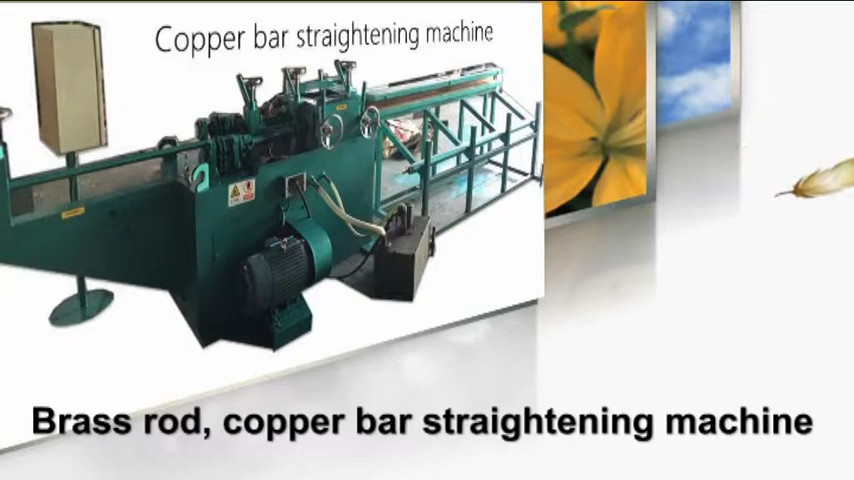 Copper bar straightening machine
Brass rod, copper bar straightening machine